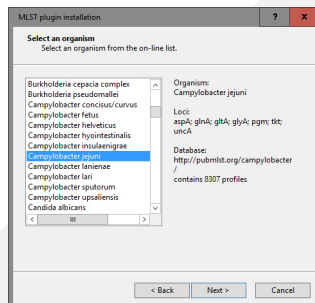 MLST plugin installation
? x
Select an organism
Select an organism from the on-line list.
Burkholderia cepacia complex
Burkholderia pseudomallei
Campylobacter concisus/curvus
Campylobacter fetus
Campylobacter helveticus
Campylobacter hyointestinalis
Campylobacter insulaenigrae
Campylobacter jejuni
Campylobacter lanienae
Campylobacter lari
Campylobacter sputorum
Campylobacter upsaliensis
Candida albicans
Organism:
Campylobacter jejuni
Loci:
aspA; glnA; gltA; glyA; pgm; tkt;
uncA
Database:
http://pubmlst.org/campylobacter
/
contains 8307 profiles
< Back
Next >
Cancel